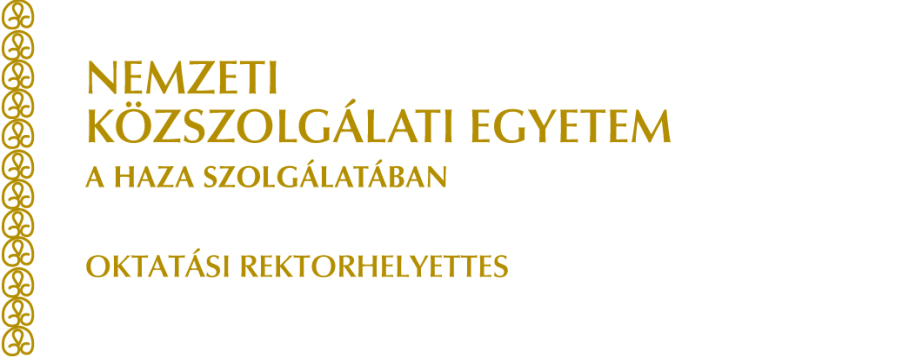 NEMZETI
KÖZSZOLGÁLATI EGYETEM
A HAZA SZOLGÁLATÁBAN
OKTATÁSI REKTORHELYETTES